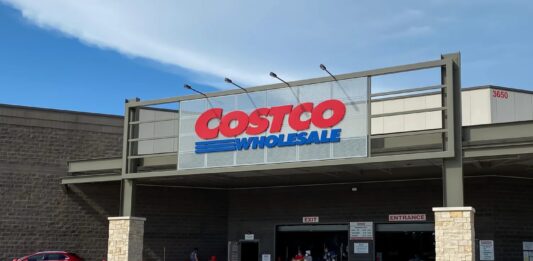 3650
COSTCO
WHOLESALE
EXIT
ENTRANCE